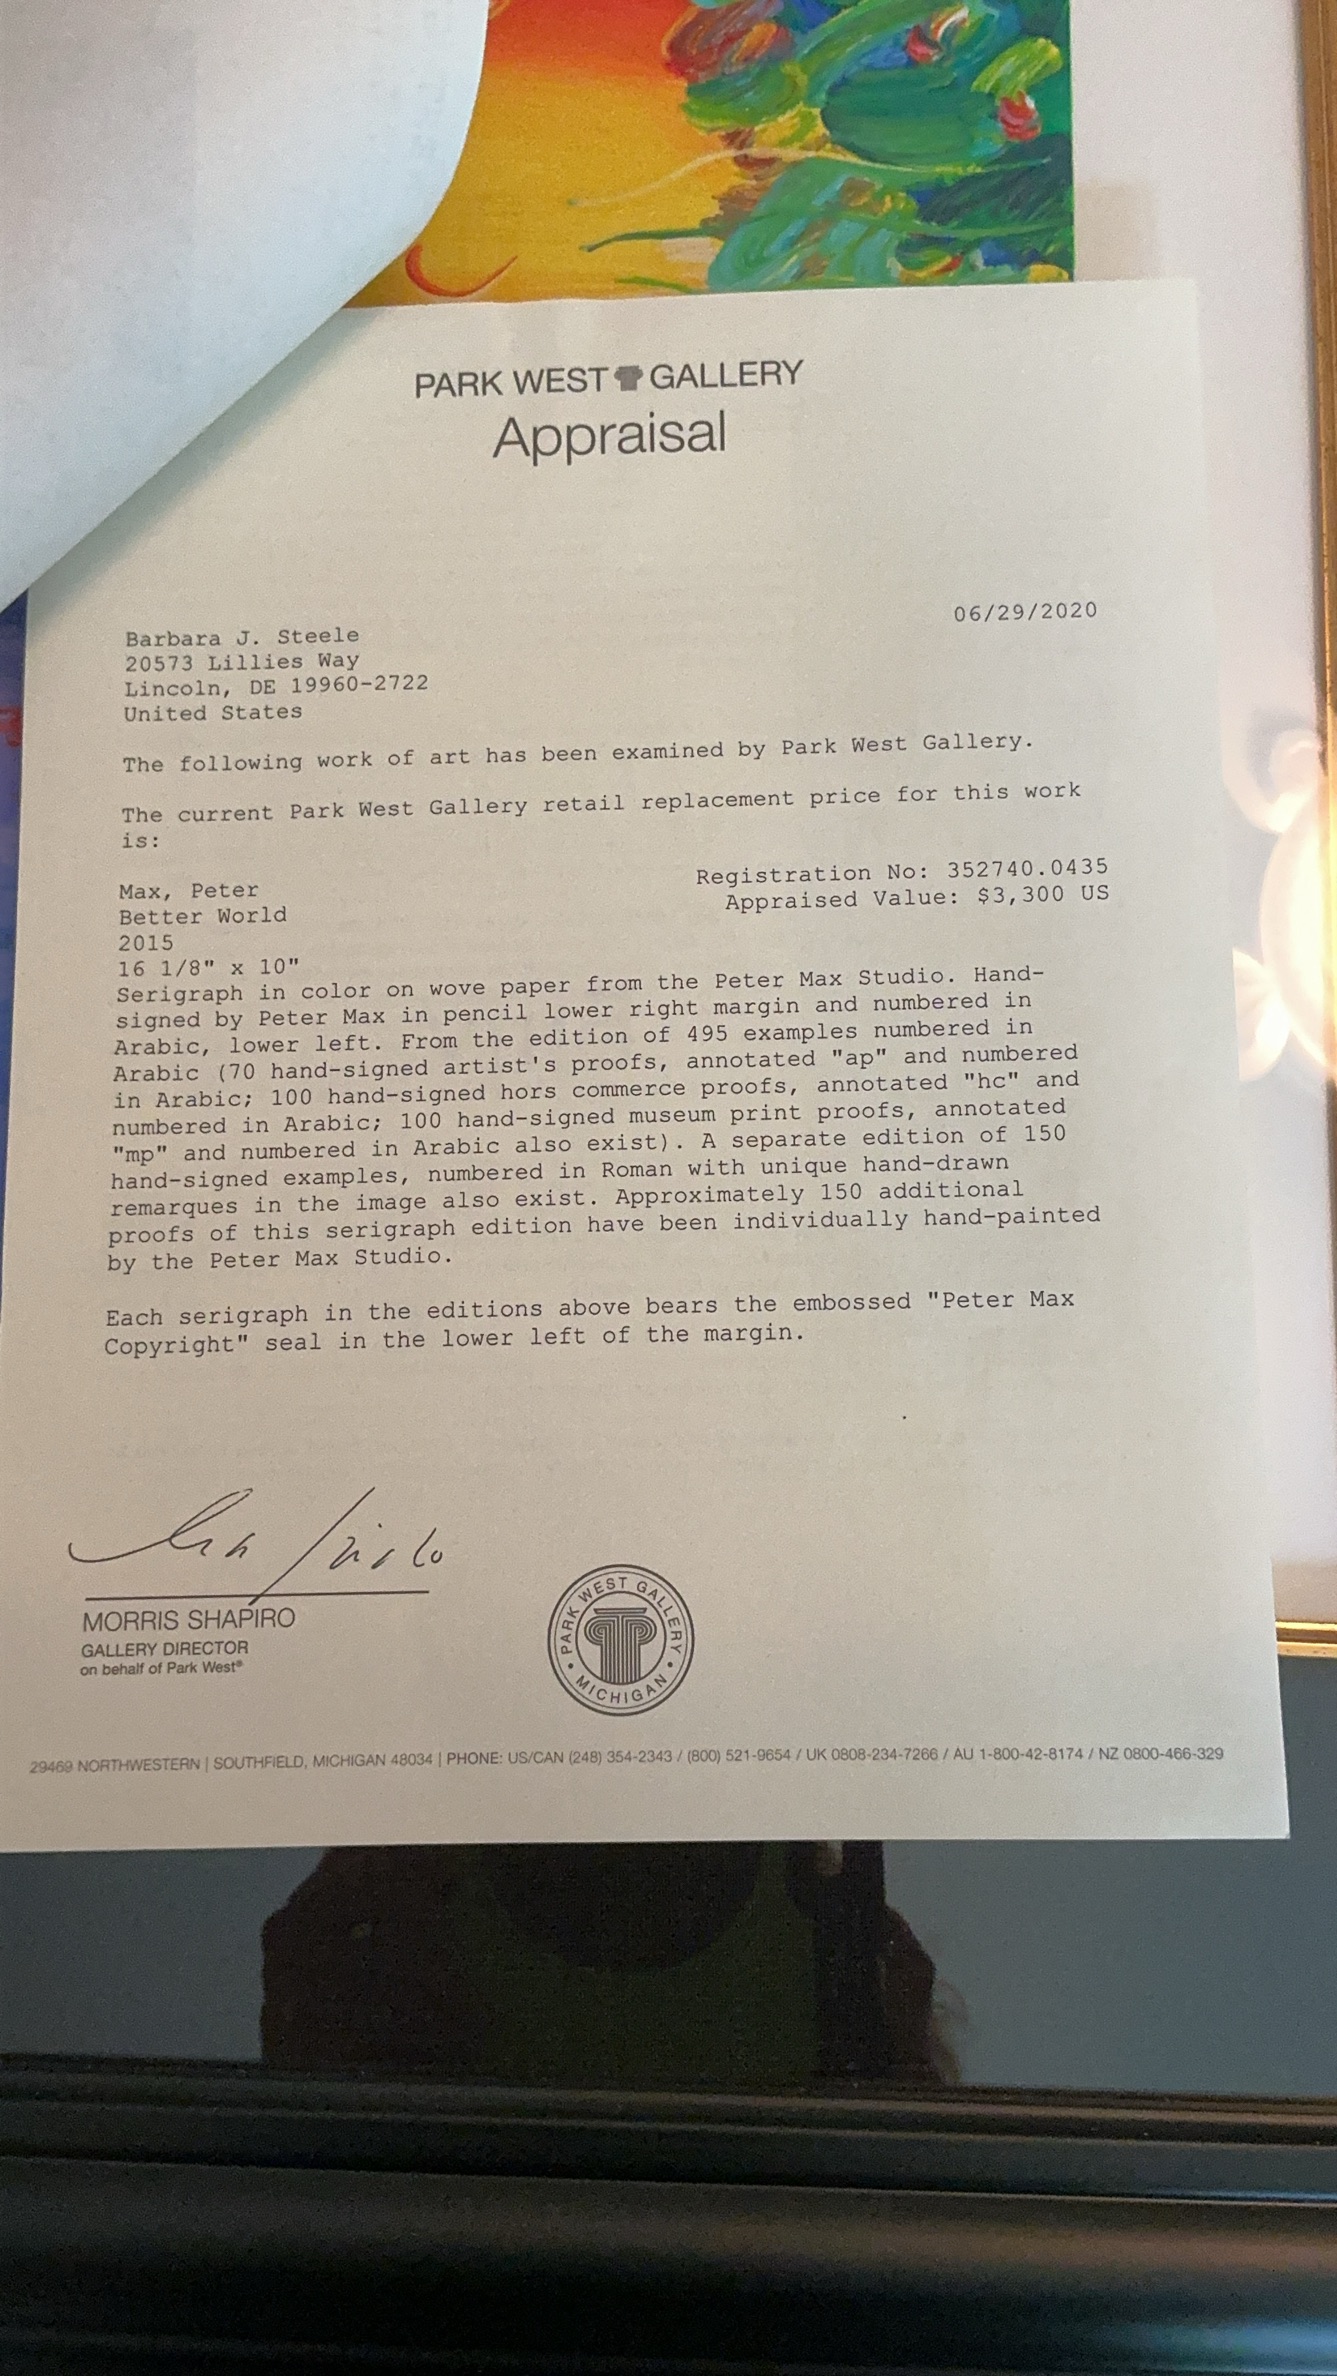 PARK WEST GALLERY
Appraisal
06/29/2020
Barbara J. Steele
20573 Lillies Way
Lincoln, DE 19960-2722
United States
The following work of art has been examined by Park West Gallery.
The current Park West Gallery retail replacement price for this work
is:
Registration No: 352740.0435
Appraised Value: $3,300 US
Max, Peter
Better World
2015
16 1/8" x 10"
Serigraph in color on wove paper from the Peter Max Studio. Hand-
signed by Peter Max in pencil lower right margin and numbered in
Arabic, lower left. From the edition of 495 examples numbered in
Arabic (70 hand-signed artist's proofs, annotated "ap" and numbered
in Arabic; 100 hand-signed hors commerce proofs, annotated "hc" and
numbered in Arabic; 100 hand-signed museum print proofs, annotated
"mp" and numbered in Arabic also exist). A separate edition of 150
hand-signed examples, numbered in Roman with unique hand-drawn
remarques in the image also exist. Approximately 150 additional
proofs of this serigraph edition have been individually hand-painted
by the Peter Max Studio.
Each serigraph in the editions above bears the embossed "Peter Max
Copyright" seal in the lower left of the margin.
MORRIS SHAPIRO
GALLERY DIRECTOR
on behalf of Park West®
PARK WEST GALLERY
• MICHIGAN •
29469 NORTHWESTERN | SOUTHFIELD, MICHIGAN 48034 | PHONE: US/CAN (248) 354-2343 / (800) 521-9654 / UK 0808-234-7266 / AU 1-800-42-8174 / NZ 0800-466-329